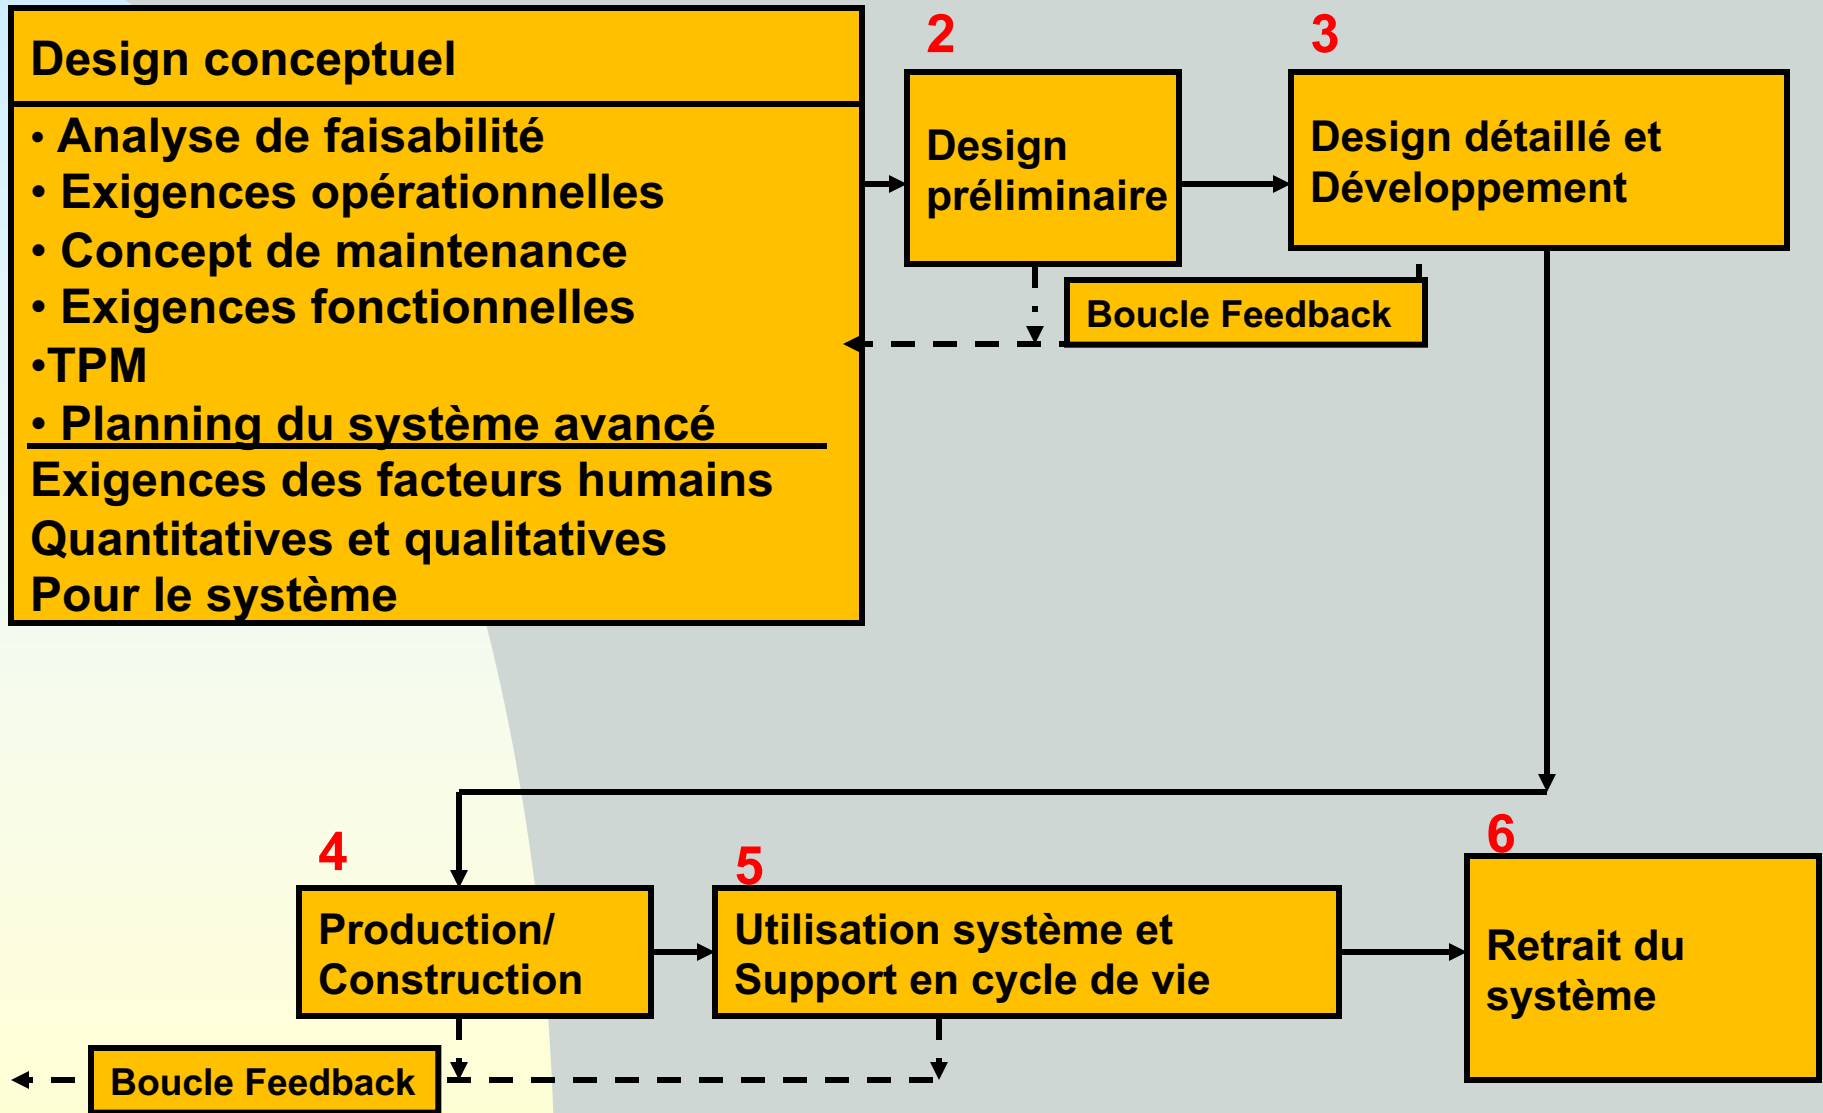 Design conceptuel
• Analyse de faisabilité
• Exigences opérationnelles
• Concept de maintenance
• Exigences fonctionnelles
•TPM
• Planning du système avancé
Exigences des facteurs humains
Quantitatives et qualitatives
Pour le système
2
Design
préliminaire
3
Design détaillé et
Développement
Boucle Feedback
4
Production/
Construction
5
Utilisation système et
Support en cycle de vie
6
Retrait du
système
Boucle Feedback